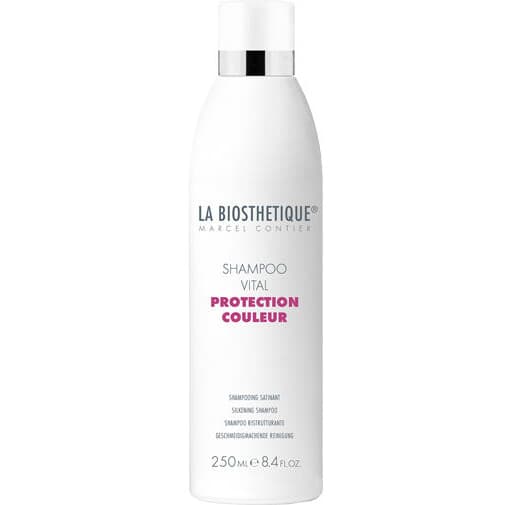 LA BIOSTHETIQUE®
MARCEL CONTIER
SHAMPOO
VITAL
PROTECTION
COULEUR
SHAMPOOING SATINANT
SILKENING SHAMPOO
SHAMPOO RISTRUTTURANTE
GESCHMEIDIGMACHENDE REINIGUNG
250 ML ℮ 8.4 FL.OZ.